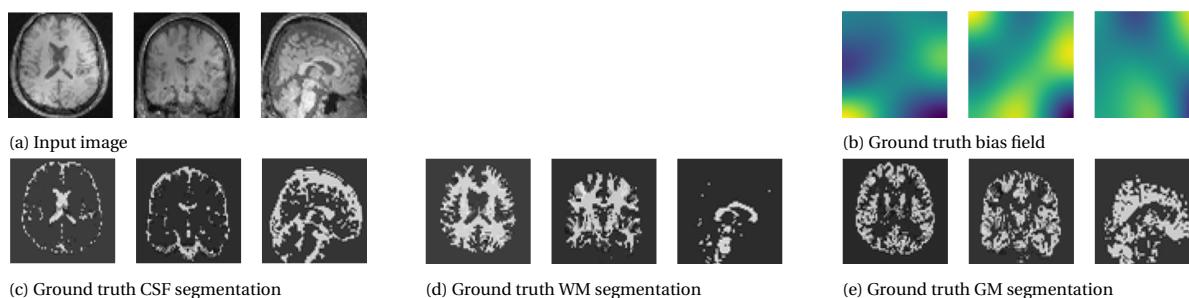 (a) Input image
(b) Ground truth bias field
(c) Ground truth CSF segmentation
(d) Ground truth WM segmentation
(e) Ground truth GM segmentation